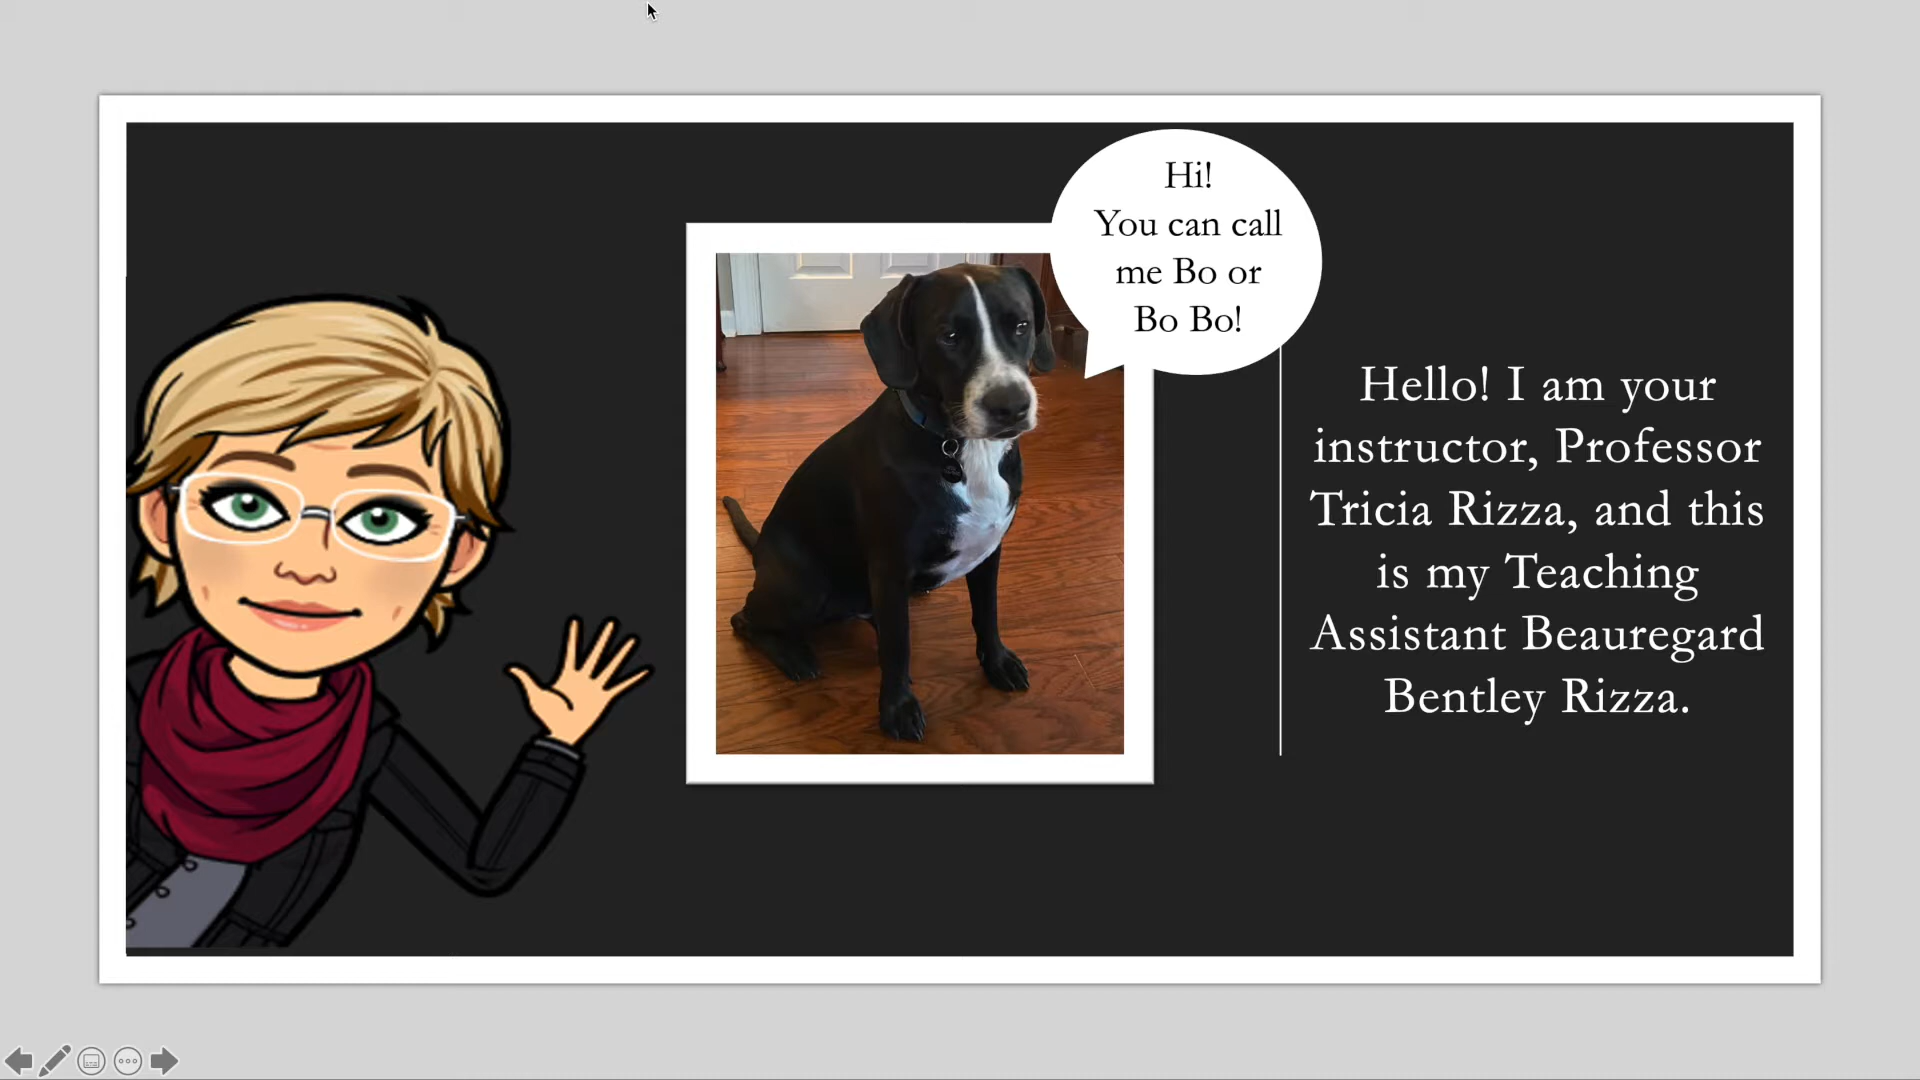 Hi!
You can call
me Bo or
Bo Bo!
Hello! I am your
instructor, Professor
Tricia Rizza, and this
is my Teaching
Assistant Beauregard
Bentley Rizza.